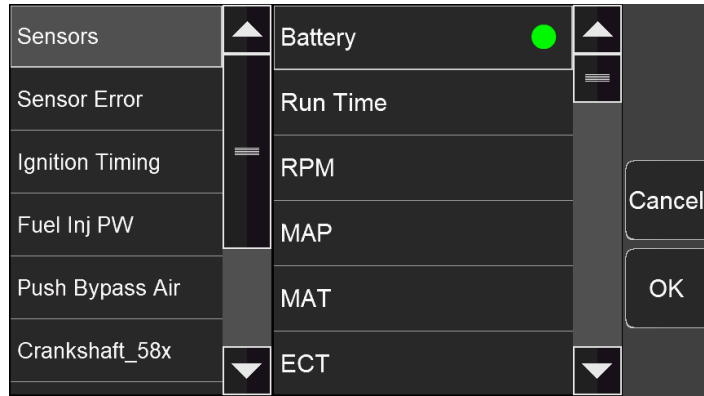 Sensors
Sensor Error
Ignition Timing
Fuel Inj PW
Push Bypass Air
Crankshaft_58x
Battery
Run Time
RPM
MAP
MAT
ECT
Cancel
OK